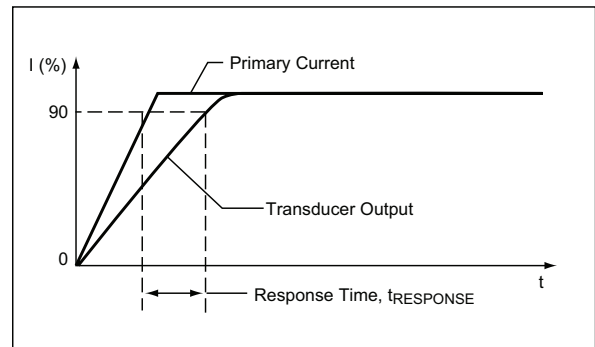 I (%)
Primary Current
90
Transducer Output
0
t
Response Time, tRESPONSE